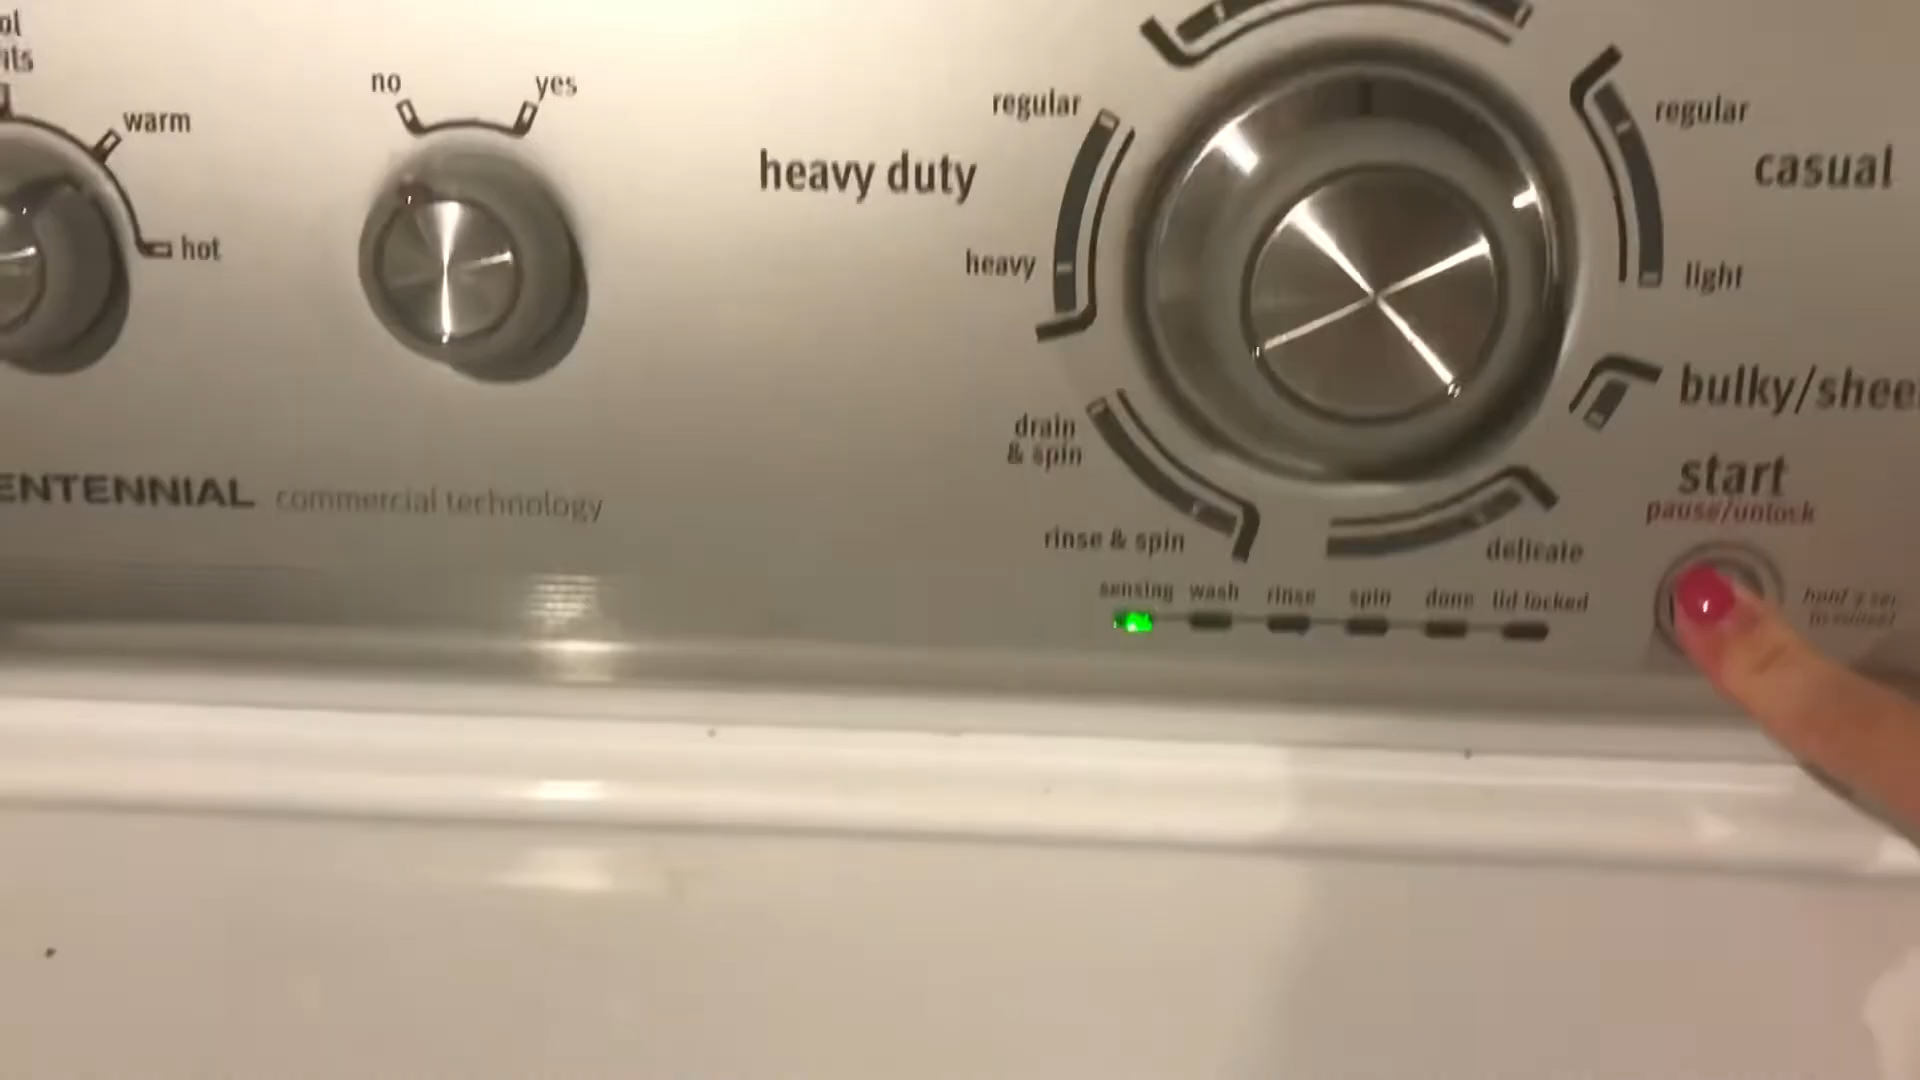 no
yes
warm
hot
regular
heavy duty
heavy
regular
casual
light
drain
& spin
bulky/shee
ENTENNIAL commercial technology
start
pause/unlock
rinse & spin
delicate
sensing wash rinse spin done lid locked